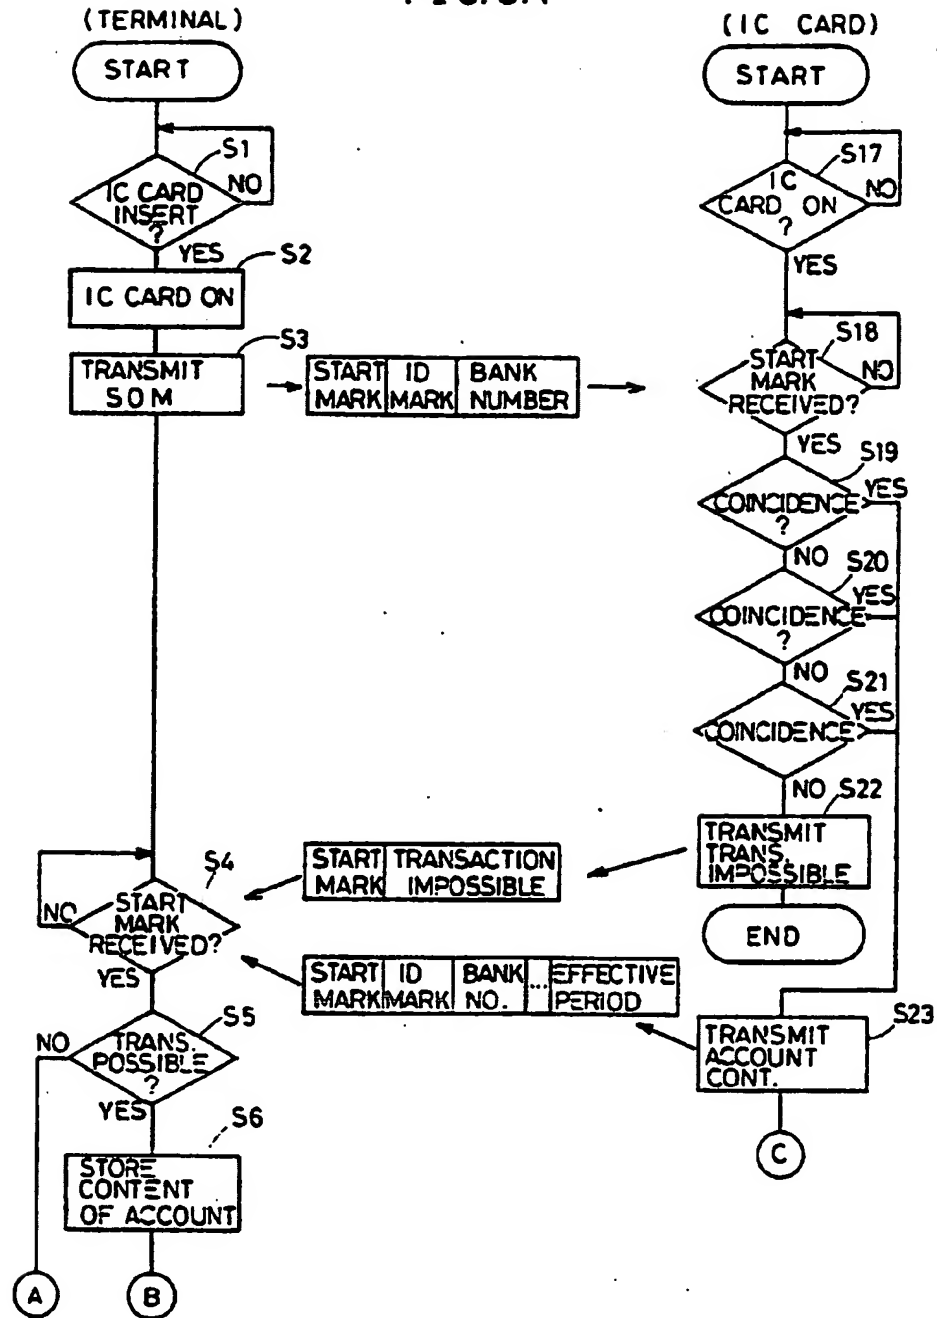 (TERMINAL)
START
S1
IC CARD
INSERT
?
NO
YES
S2
IC CARD ON
S3
TRANSMIT
SOM
START
MARK
ID
MARK
BANK
NUMBER
(IC CARD)
START
S17
IC
CARD ON
?
NO
YES
S18
START
MARK
RECEIVED?
NO
YES
S19
COINCIDENCE
?
YES
NO
S20
COINCIDENCE
?
YES
NO
S21
COINCIDENCE
YES
NO
S22
TRANSMIT
TRANS.
IMPOSSIBLE
END
START
MARK
TRANSACTION
IMPOSSIBLE
S4
START
MARK
RECEIVED?
NO
YES
START
MARK
ID
MARK
BANK
NO.
...
EFFECTIVE
PERIOD
S23
TRANSMIT
ACCOUNT
CONT.
C
S5
TRANS.
POSSIBLE
?
NO
YES
S6
STORE
CONTENT
OF ACCOUNT
A
B